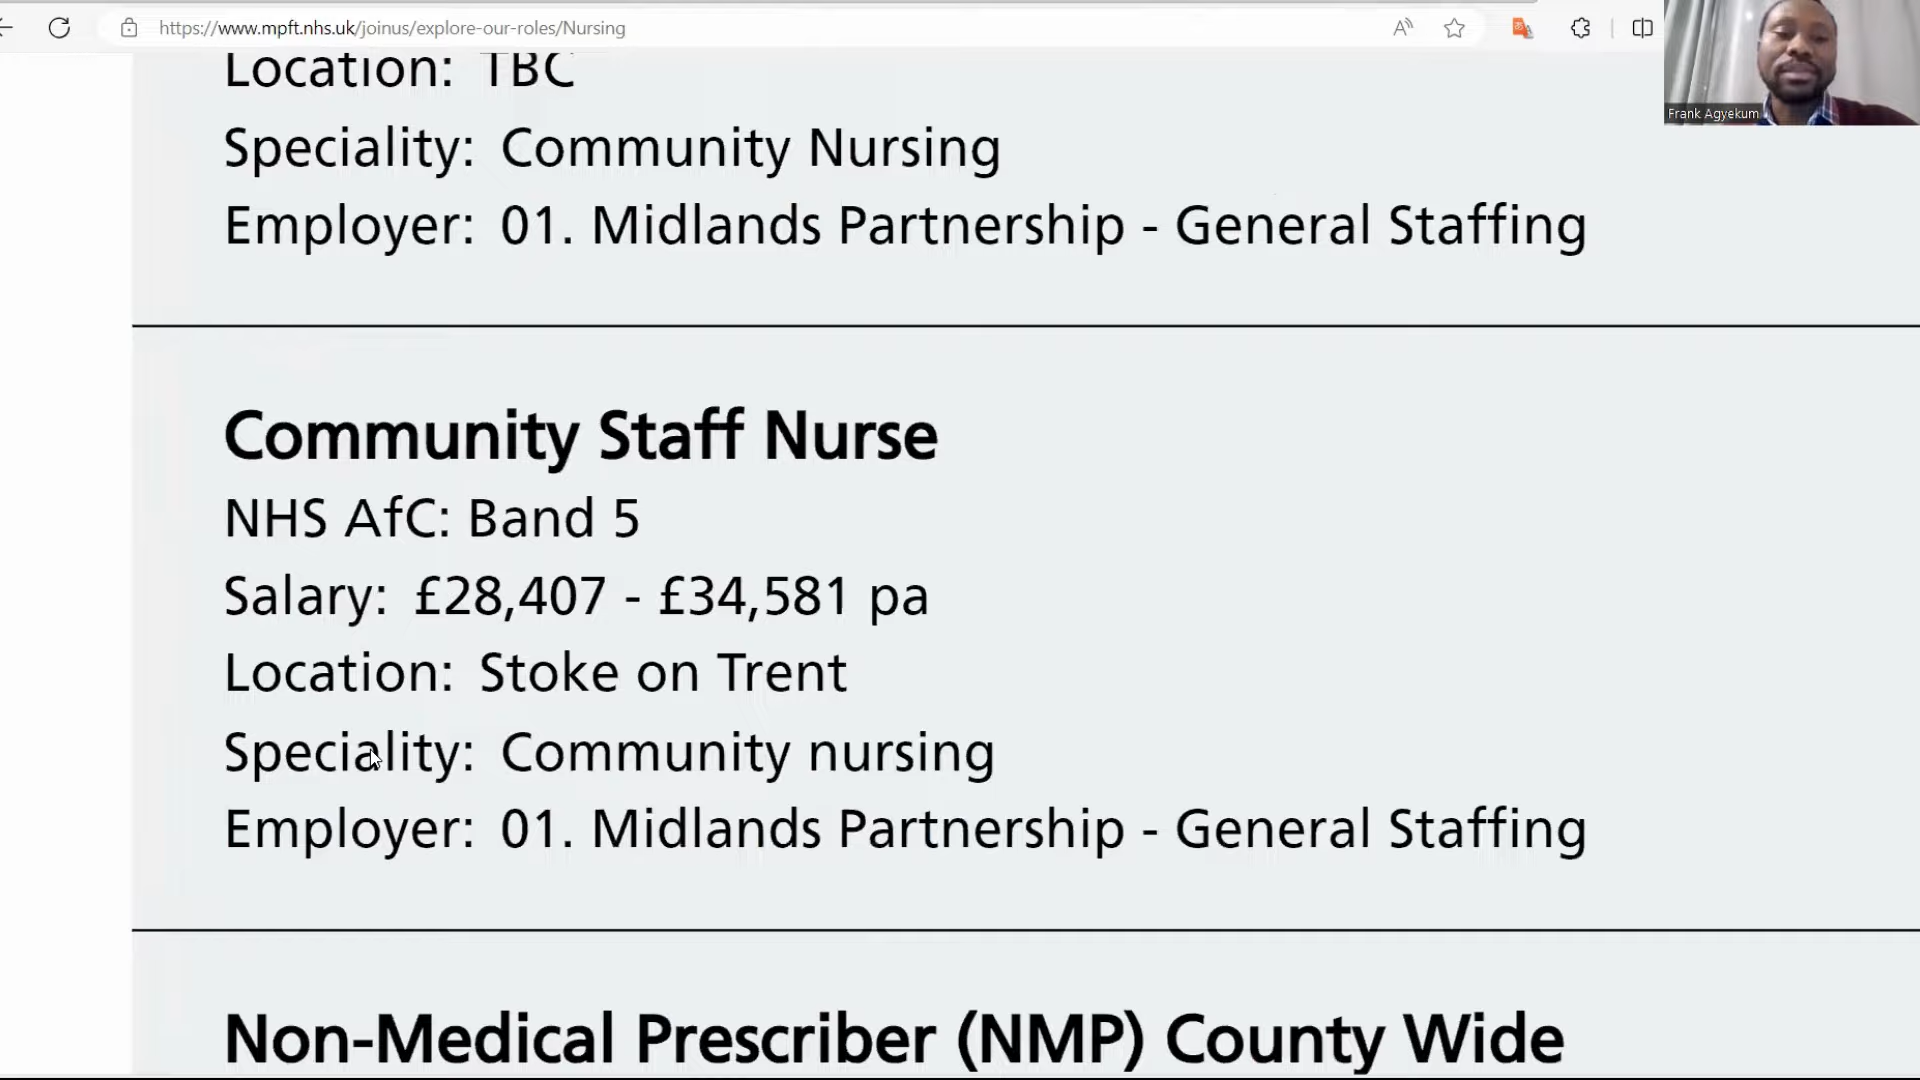 https://www.mpft.nhs.uk/joinus/explore-our-roles/Nursing
Frank Agyekum
Location: TBC
Speciality: Community Nursing
Employer: 01. Midlands Partnership - General Staffing
Community Staff Nurse
NHS AfC: Band 5
Salary: £28,407 - £34,581 pa
Location: Stoke on Trent
Speciality: Community nursing
Employer: 01. Midlands Partnership - General Staffing
Non-Medical Prescriber (NMP) County Wide